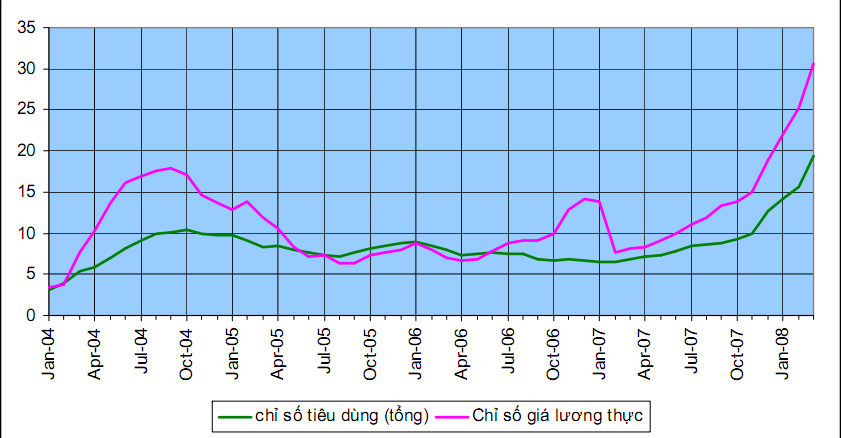 35
30
25
20
15
10
5
0
Jan-04
Apr-04
Jul-04
Oct-04
Jan-05
Apr-05
Jul-05
Oct-05
Jan-06
Apr-06
Jul-06
Oct-06
Jan-07
Apr-07
Jul-07
Oct-07
Jan-08
chỉ số tiêu dùng (tổng)
Chỉ số giá lương thực